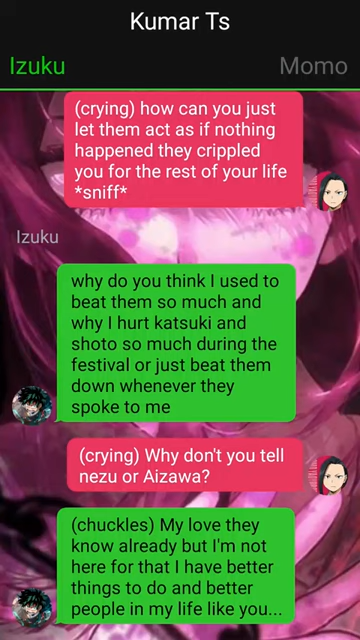 Kumar Ts
Izuku Momo
(crying) how can you just
let them act as if nothing
happened they crippled
you for the rest of your life
*sniff*
Izuku
why do you think I used to
beat them so much and
why I hurt katsuki and
shoto so much during the
festival or just beat them
down whenever they
spoke to me
(crying) Why don't you tell
nezu or Aizawa?
(chuckles) My love they
know already but I'm not
here for that I have better
things to do and better
people in my life like you...